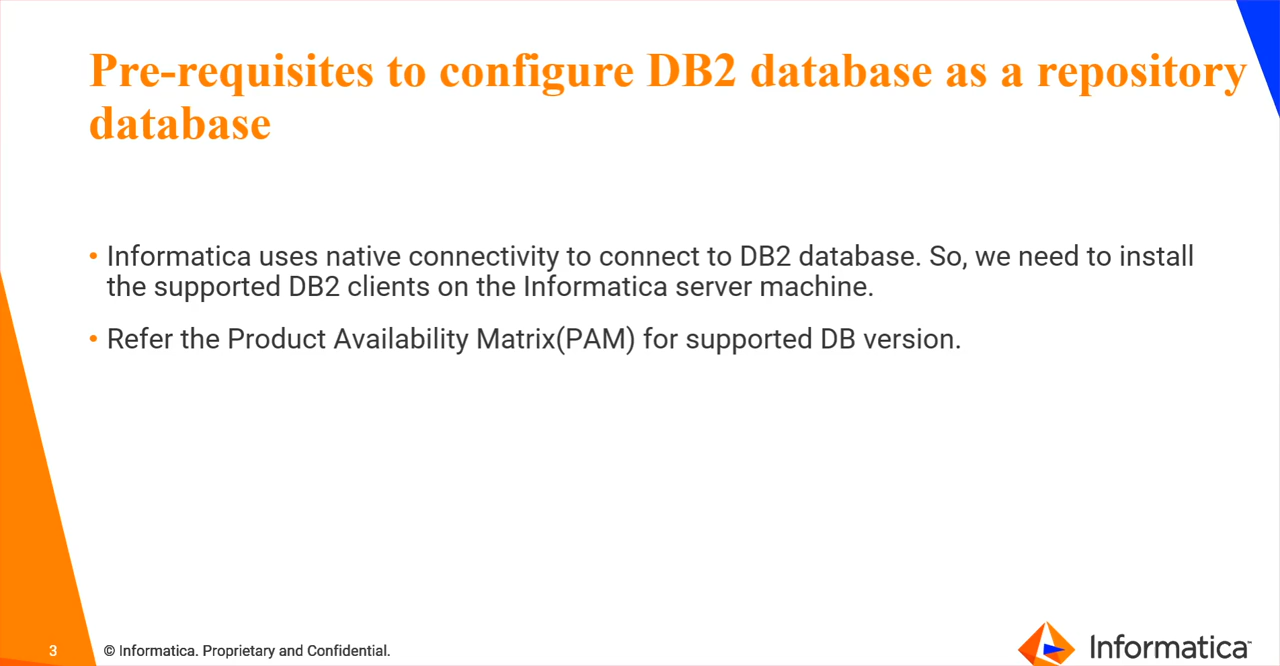 Pre-requisites to configure DB2 database as a repository
database
• Informatica uses native connectivity to connect to DB2 database. So, we need to install
the supported DB2 clients on the Informatica server machine.
• Refer the Product Availability Matrix(PAM) for supported DB version.
3
© Informatica. Proprietary and Confidential.
Informatica™